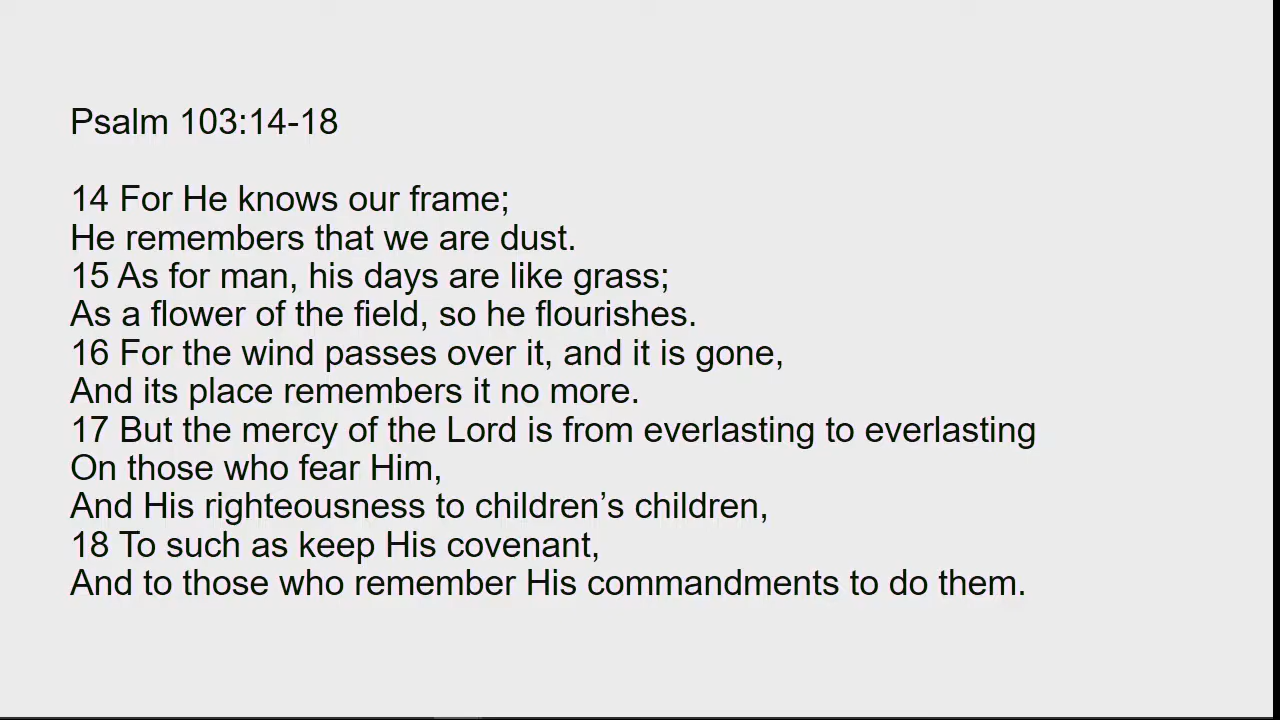 Psalm 103:14-18
14 For He knows our frame;
He remembers that we are dust.
15 As for man, his days are like grass;
As a flower of the field, so he flourishes.
16 For the wind passes over it, and it is gone,
And its place remembers it no more.
17 But the mercy of the Lord is from everlasting to everlasting
On those who fear Him,
And His righteousness to children’s children,
18 To such as keep His covenant,
And to those who remember His commandments to do them.